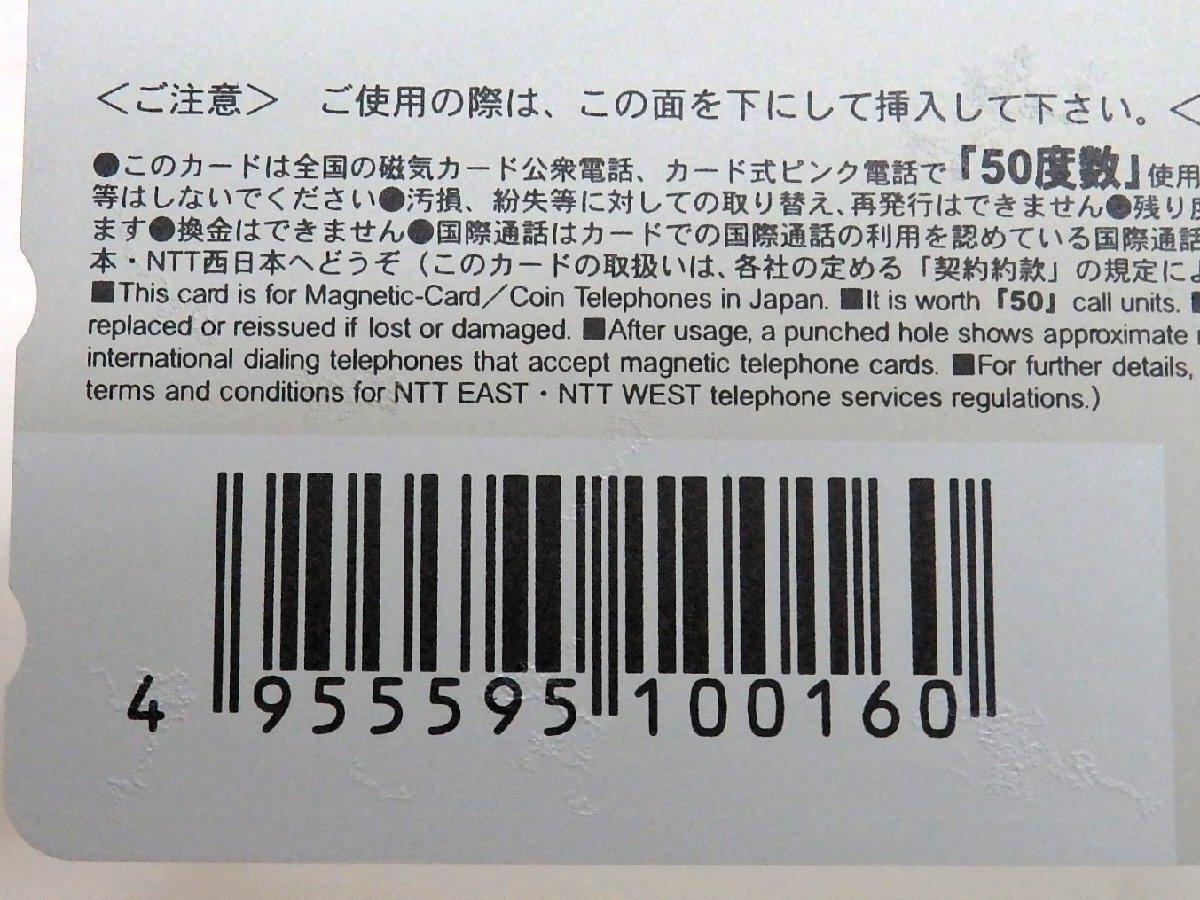 ＜ご注意＞　ご使用の際は、この面を下にして挿入して下さい。＜
●このカードは全国の磁気カード公衆電話、カード式ピンク電話で『50度数』使用
等はしないでください●汚損、紛失等に対しての取り替え、再発行はできません●残り度
ます●換金はできません●国際通話はカードでの国際通話の利用を認めている国際通話
本・NTT西日本へどうぞ（このカードの取扱いは、各社の定める「契約約款」の規定によ
■This card is for Magnetic-Card／Coin Telephones in Japan. ■It is worth『50』call units. ■
replaced or reissued if lost or damaged. ■After usage, a punched hole shows approximate
international dialing telephones that accept magnetic telephone cards. ■For further details,
terms and conditions for NTT EAST・NTT WEST telephone services regulations.)
4 955595 100160